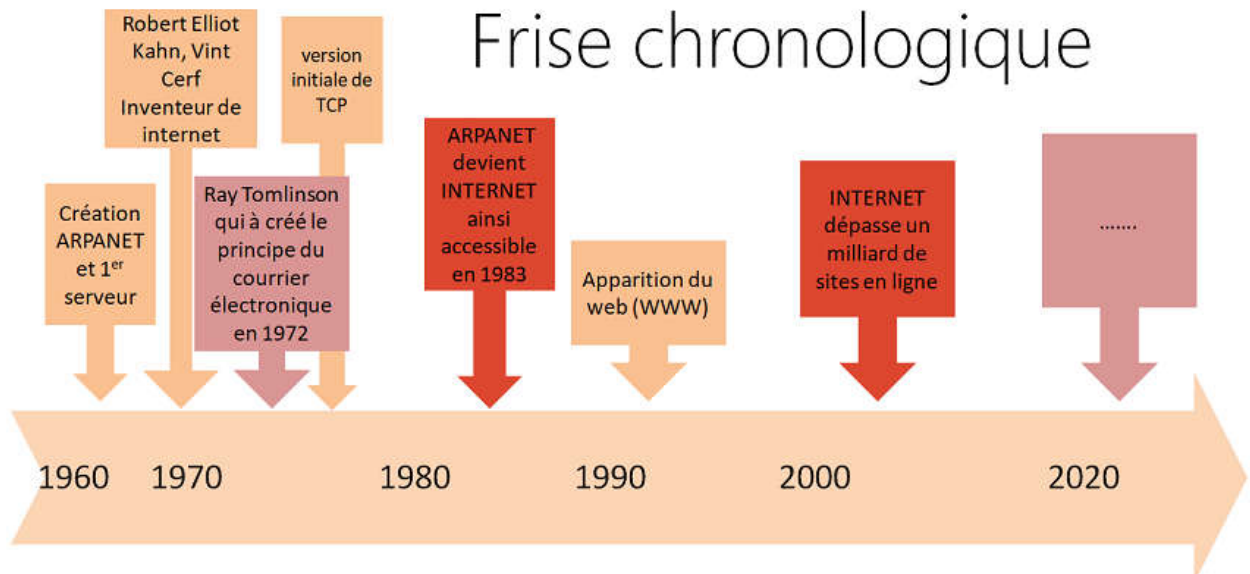 Frise chronologique
Robert Elliot
Kahn, Vint
Cerf
Inventeur de
internet
version
initiale de
TCP
Création
ARPANET
et 1er
serveur
Ray Tomlinson
qui à créé le
principe du
courrier
électronique
en 1972
ARPANET
devient
INTERNET
ainsi
accessible
en 1983
Apparition du
web (WWW)
INTERNET
dépasse un
milliard de
sites en ligne
.......
1960
1970
1980
1990
2000
2020